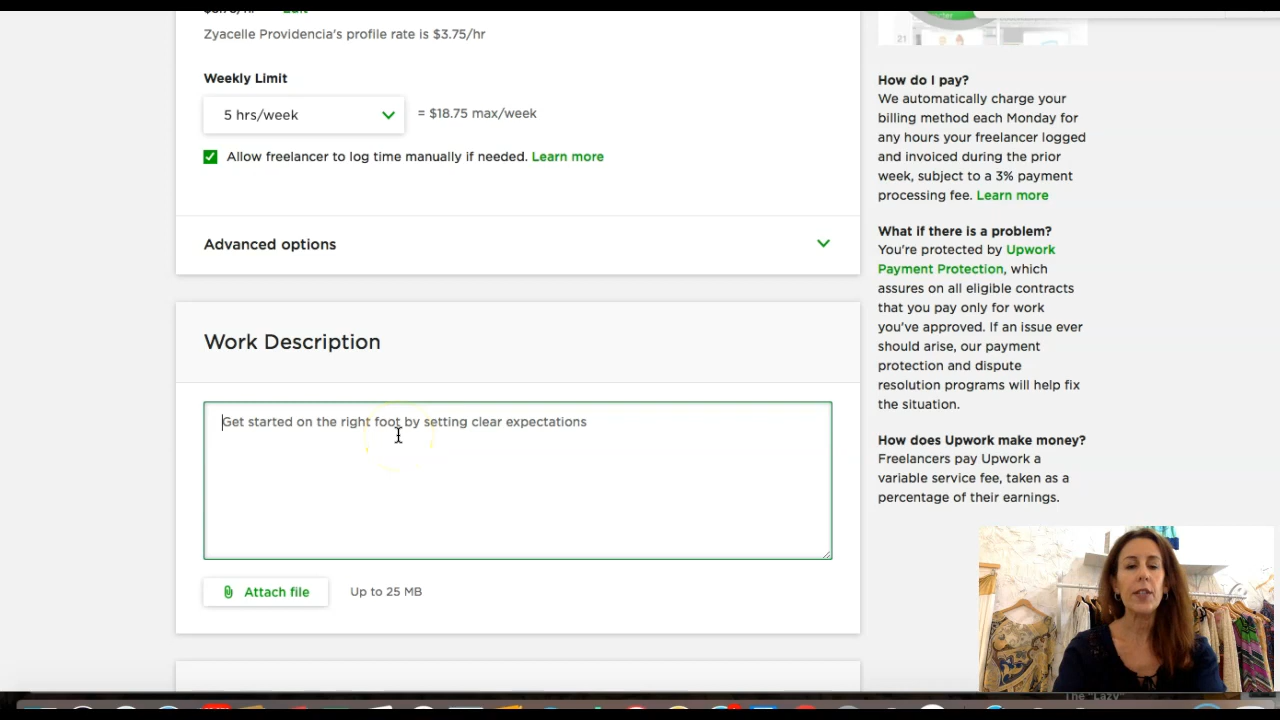 Zyacelle Providencia's profile rate is $3.75/hr
Weekly Limit
5 hrs/week
= $18.75 max/week
Allow freelancer to log time manually if needed. Learn more
Advanced options
Work Description
Get started on the right foot by setting clear expectations
Attach file
Up to 25 MB
21
How do I pay?
We automatically charge your
billing method each Monday for
any hours your freelancer logged
and invoiced during the prior
week, subject to a 3% payment
processing fee. Learn more
What if there is a problem?
You're protected by Upwork
Payment Protection, which
assures on all eligible contracts
that you pay only for work
you've approved. If an issue ever
should arise, our payment
protection and dispute
resolution programs will help fix
the situation.
How does Upwork make money?
Freelancers pay Upwork a
variable service fee, taken as a
percentage of their earnings.
The "Lazy"